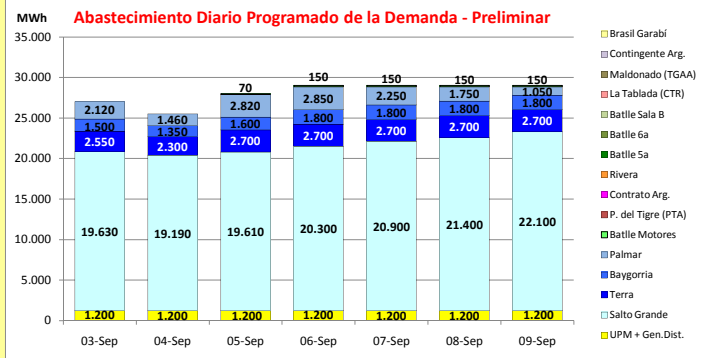 MWh
Abastecimiento Diario Programado de la Demanda - Preliminar
35.000
30.000
25.000
20.000
15.000
10.000
5.000
0
2.120
1.500
2.550
19.630
1.200
1.460
1.350
2.300
19.190
1.200
70
2.820
1.600
2.700
19.610
1.200
150
2.850
1.800
2.700
20.300
1.200
150
2.250
1.800
2.700
20.900
1.200
150
1.750
1.800
2.700
21.400
1.200
150
1.050
1.800
2.700
22.100
1.200
03-Sep
04-Sep
05-Sep
06-Sep
07-Sep
08-Sep
09-Sep
Brasil Garabí
Contingente Arg.
Maldonado (TGAA)
La Tablada (CTR)
Batlle Sala B
Batlle 6a
Batlle 5a
Rivera
Contrato Arg.
P. del Tigre (PTA)
Batlle Motores
Palmar
Baygorria
Terra
Salto Grande
UPM + Gen.Dist.